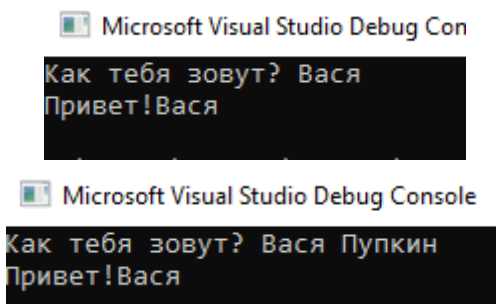 Microsoft Visual Studio Debug Con
Как тебя зовут? Вася
Привет!Вася
Microsoft Visual Studio Debug Console
Как тебя зовут? Вася Пупкин
Привет!Вася